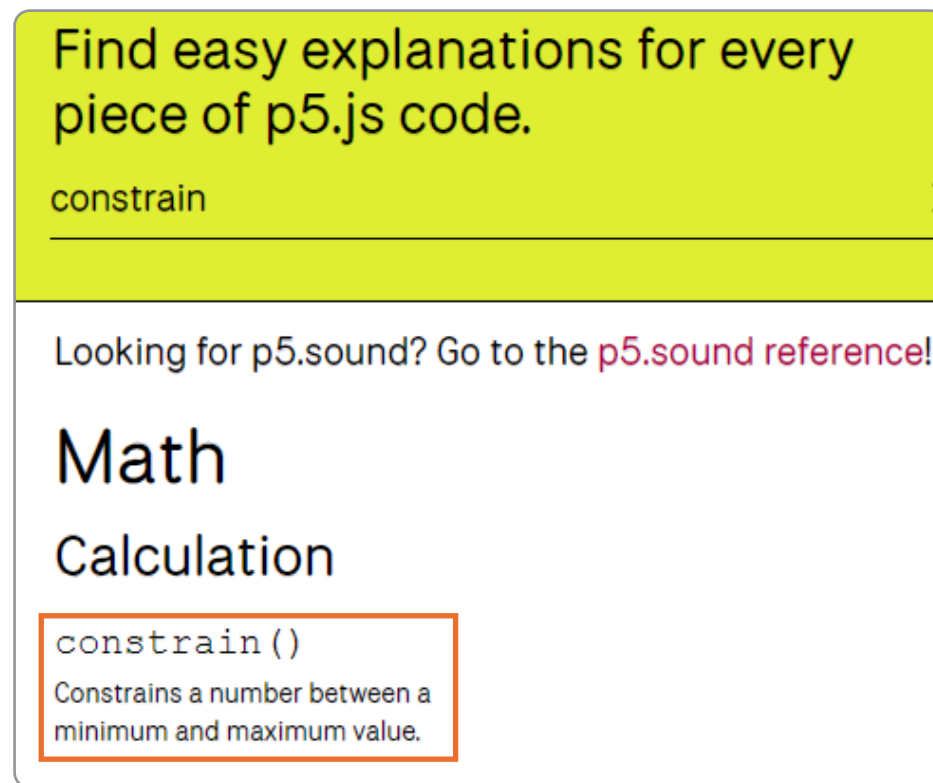 Find easy explanations for every
piece of p5.js code.
constrain
Looking for p5.sound? Go to the p5.sound reference!
Math
Calculation
constrain()
Constrains a number between a
minimum and maximum value.